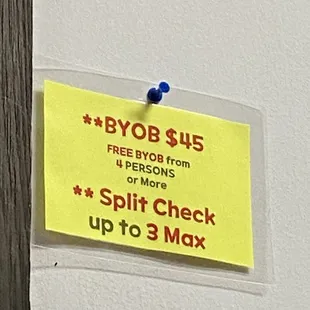 **BYOB $45
FREE BYOB from
4 PERSONS
or More
** Split Check
up to 3 Max